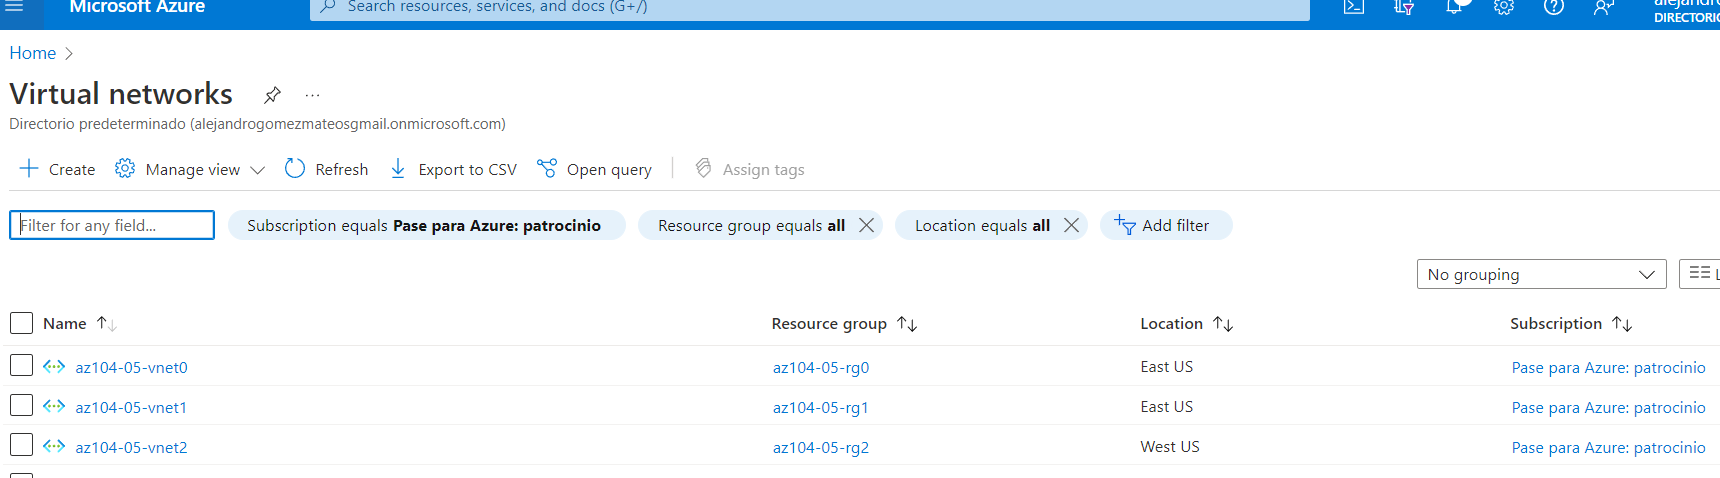 Microsoft Azure
Search resources, services, and docs (G+/)
DIRECTORIO
Home
Virtual networks
Directorio predeterminado (alejandrogomezmateosgmail.onmicrosoft.com)
Create
Manage view
Refresh
Export to CSV
Open query
Assign tags
Filter for any field...
Subscription equals Pase para Azure: patrocinio
Resource group equals all
Location equals all
Add filter
No grouping
Name
Resource group
Location
Subscription
az104-05-vnet0
az104-05-rg0
East US
Pase para Azure: patrocinio
az104-05-vnet1
az104-05-rg1
East US
Pase para Azure: patrocinio
az104-05-vnet2
az104-05-rg2
West US
Pase para Azure: patrocinio